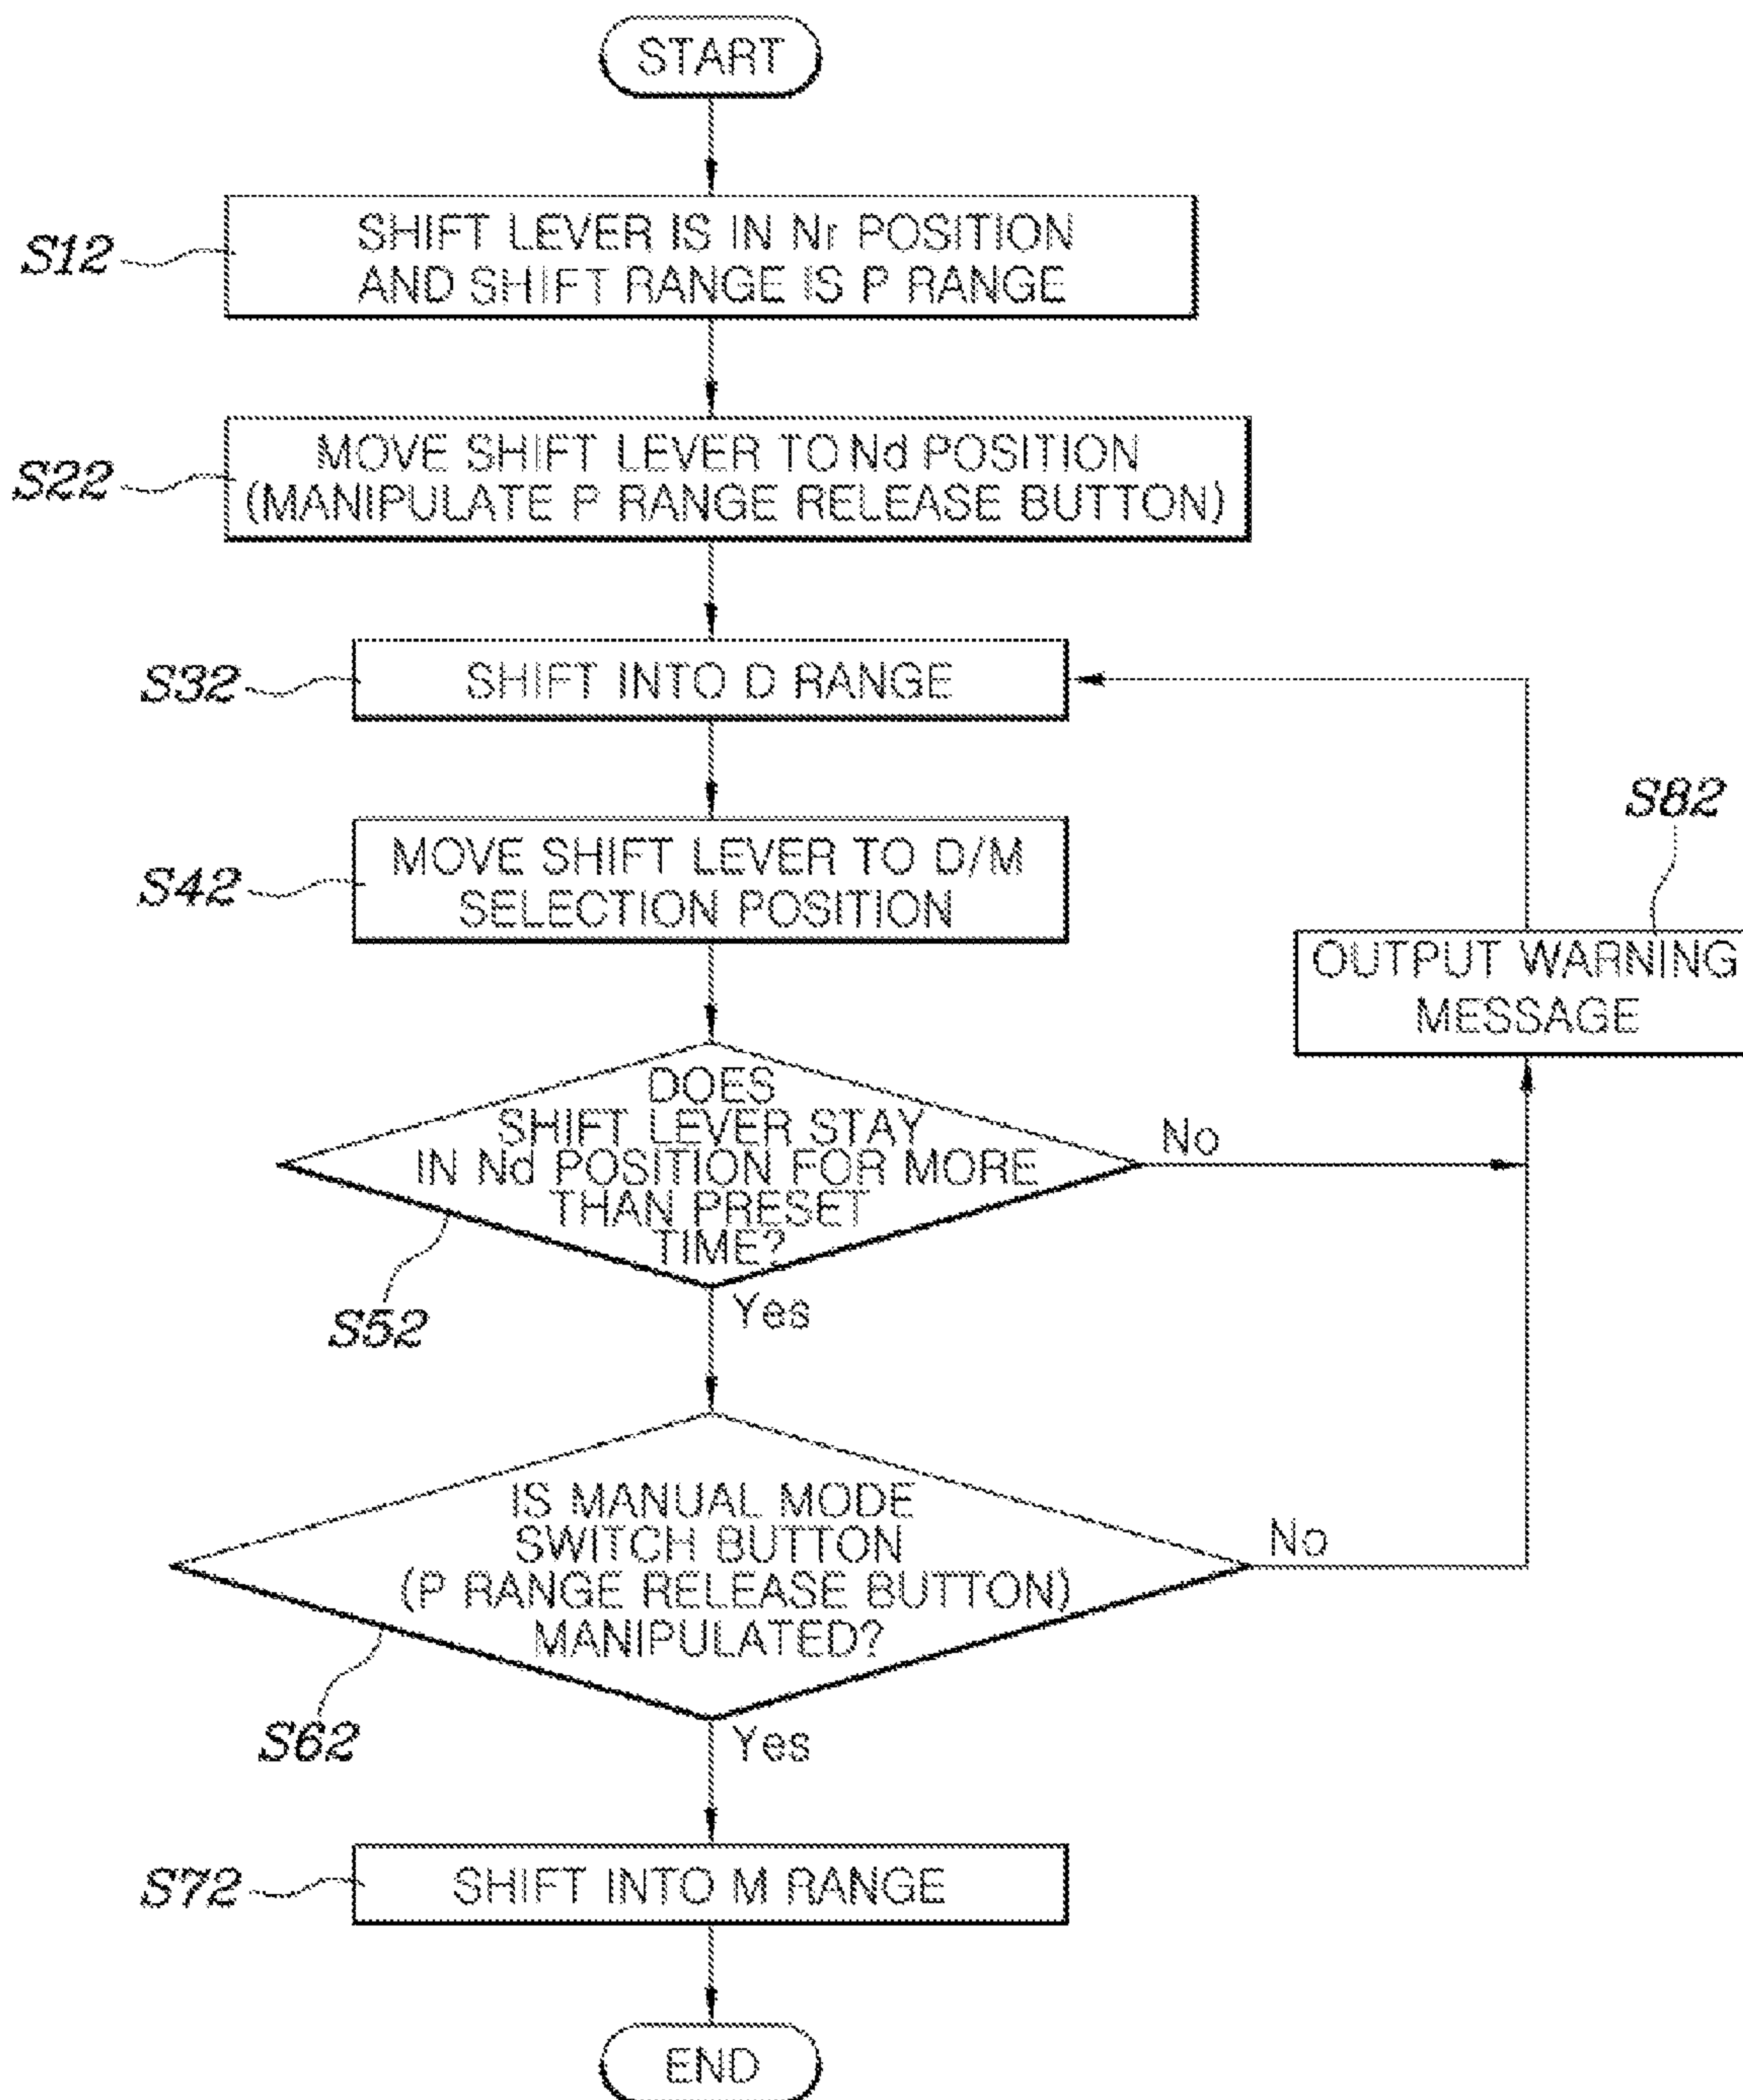 START
S12
SHIFT LEVER IS IN Nr POSITION
AND SHIFT RANGE IS P RANGE
S22
MOVE SHIFT LEVER TO Nd POSITION
(MANIPULATE P RANGE RELEASE BUTTON)
S32
SHIFT INTO D RANGE
S42
MOVE SHIFT LEVER TO D/M
SELECTION POSITION
S82
OUTPUT WARNING
MESSAGE
DOES
SHIFT LEVER STAY
IN Nd POSITION FOR MORE
THAN PRESET
TIME?
No
S52
Yes
IS MANUAL MODE
SWITCH BUTTON
(P RANGE RELEASE BUTTON)
MANIPULATED?
No
S62
Yes
S72
SHIFT INTO M RANGE
END